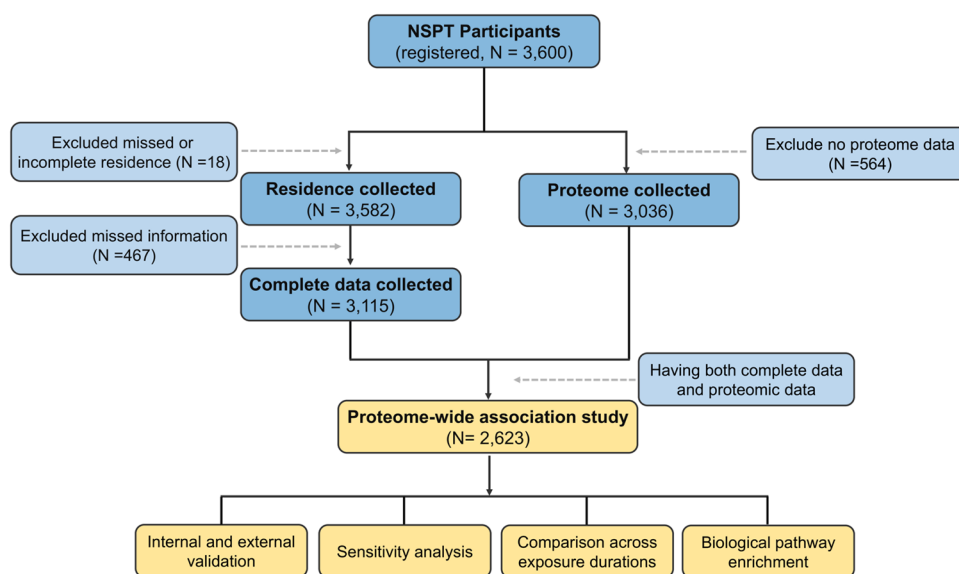 NSPT Participants
(registered, N = 3,600)
Excluded missed or
incomplete residence (N =18)
Exclude no proteome data
(N =564)
Residence collected
(N = 3,582)
Proteome collected
(N = 3,036)
Excluded missed information
(N =467)
Complete data collected
(N = 3,115)
Having both complete data
and proteomic data
Proteome-wide association study
(N= 2,623)
Internal and external
validation
Sensitivity analysis
Comparison across
exposure durations
Biological pathway
enrichment